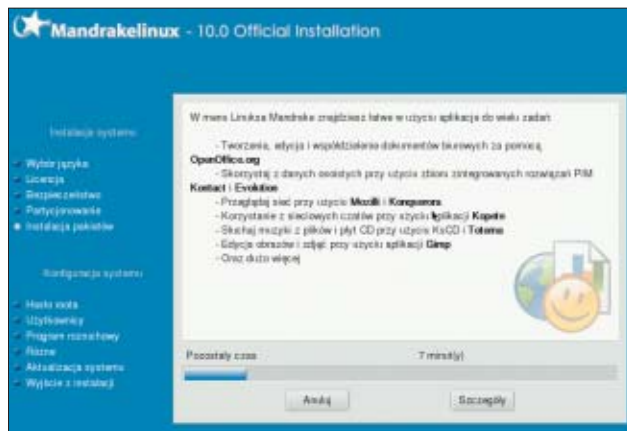 Mandrakelinux - 10.0 Official Installation
Instalacja systemu
Wybór języka
Licencja
Bezpieczeństwo
Partycjonowanie
Instalacja pakietów
Konfiguracja systemu
Hasło roota
Użytkownicy
Program rozruchowy
Różne
Aktualizacja systemu
Wyjście z instalacji
W menu Linuksa Mandrake znajdziesz łatwe w użyciu aplikacje do wielu zadań:
- Tworzenia, edycja i współdzielenie dokumentów biurowych za pomocą
OpenOffice.org
- Skorzystaj z danych osobistych przy użyciu zbioru zintegrowanych rozwiązań PIM
Kontact i Evolution
- Przeglądaj sieć przy użyciu Mozilli i Konquerora
- Korzystanie z sieciowych czatów przy użyciu aplikacji Kopete
- Słuchaj muzyki z plików i płyt CD przy użyciu KsCD i Totema
- Edycja obrazów i zdjęć przy użyciu aplikacji Gimp
- Oraz dużo więcej
Pozostały czas 7 minut(y)
Anuluj Szczegóły